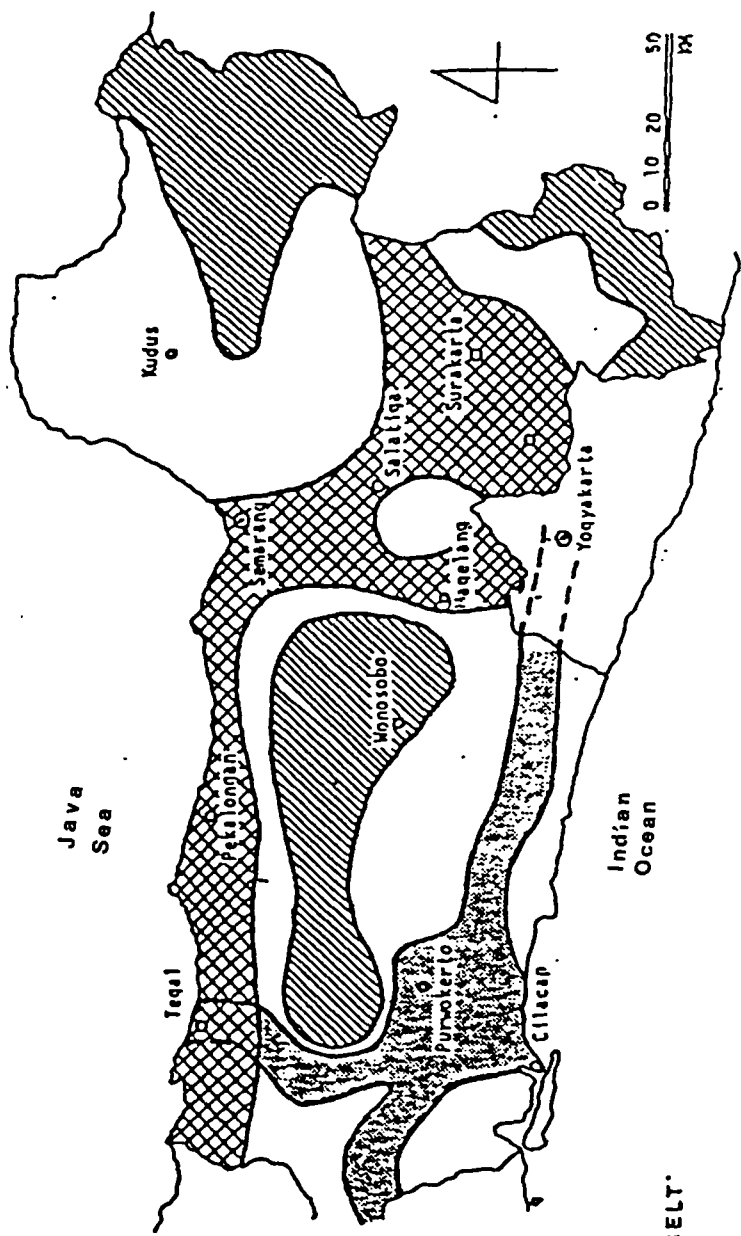 Java
Sea
Tegal
Pekalongan
Semarang
Kudus
Salatiga
Surakarta
Magelang
Wonosobo
Purwokerto
Cilacap
Yogyakarta
Indian
Ocean
0 10 20 50
KM
ELT'